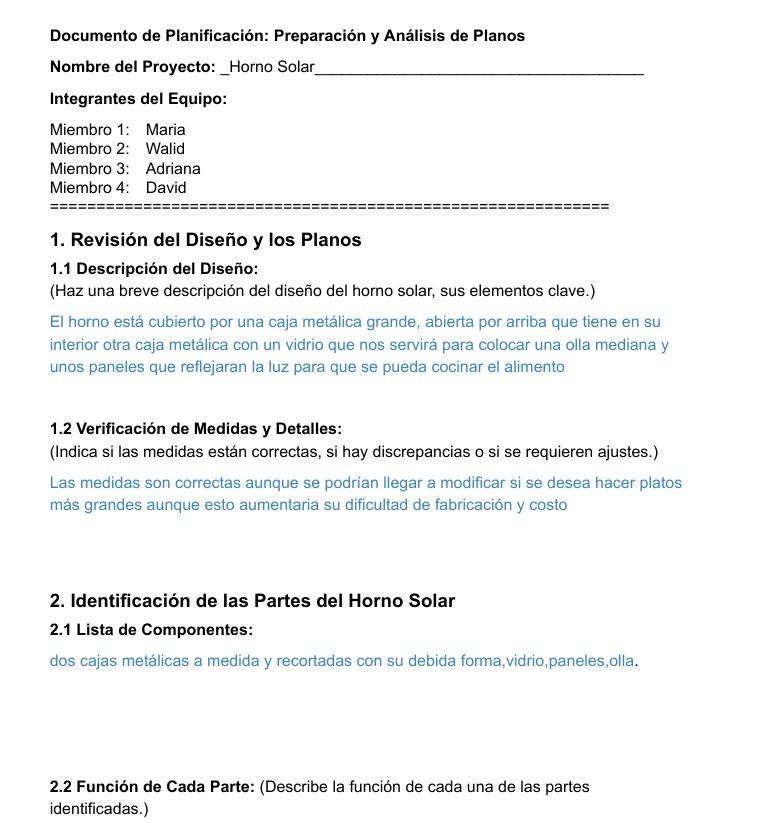 Documento de Planificación: Preparación y Análisis de Planos
Nombre del Proyecto: _Horno Solar_____________________________________
Integrantes del Equipo:
Miembro 1: Maria
Miembro 2: Walid
Miembro 3: Adriana
Miembro 4: David
============================================================
1. Revisión del Diseño y los Planos
1.1 Descripción del Diseño:
(Haz una breve descripción del diseño del horno solar, sus elementos clave.)
El horno está cubierto por una caja metálica grande, abierta por arriba que tiene en su
interior otra caja metálica con un vidrio que nos servirá para colocar una olla mediana y
unos paneles que reflejaran la luz para que se pueda cocinar el alimento
1.2 Verificación de Medidas y Detalles:
(Indica si las medidas están correctas, si hay discrepancias o si se requieren ajustes.)
Las medidas son correctas aunque se podrían llegar a modificar si se desea hacer platos
más grandes aunque esto aumentaria su dificultad de fabricación y costo
2. Identificación de las Partes del Horno Solar
2.1 Lista de Componentes:
dos cajas metálicas a medida y recortadas con su debida forma,vidrio,paneles,olla.
2.2 Función de Cada Parte: (Describe la función de cada una de las partes
identificadas.)